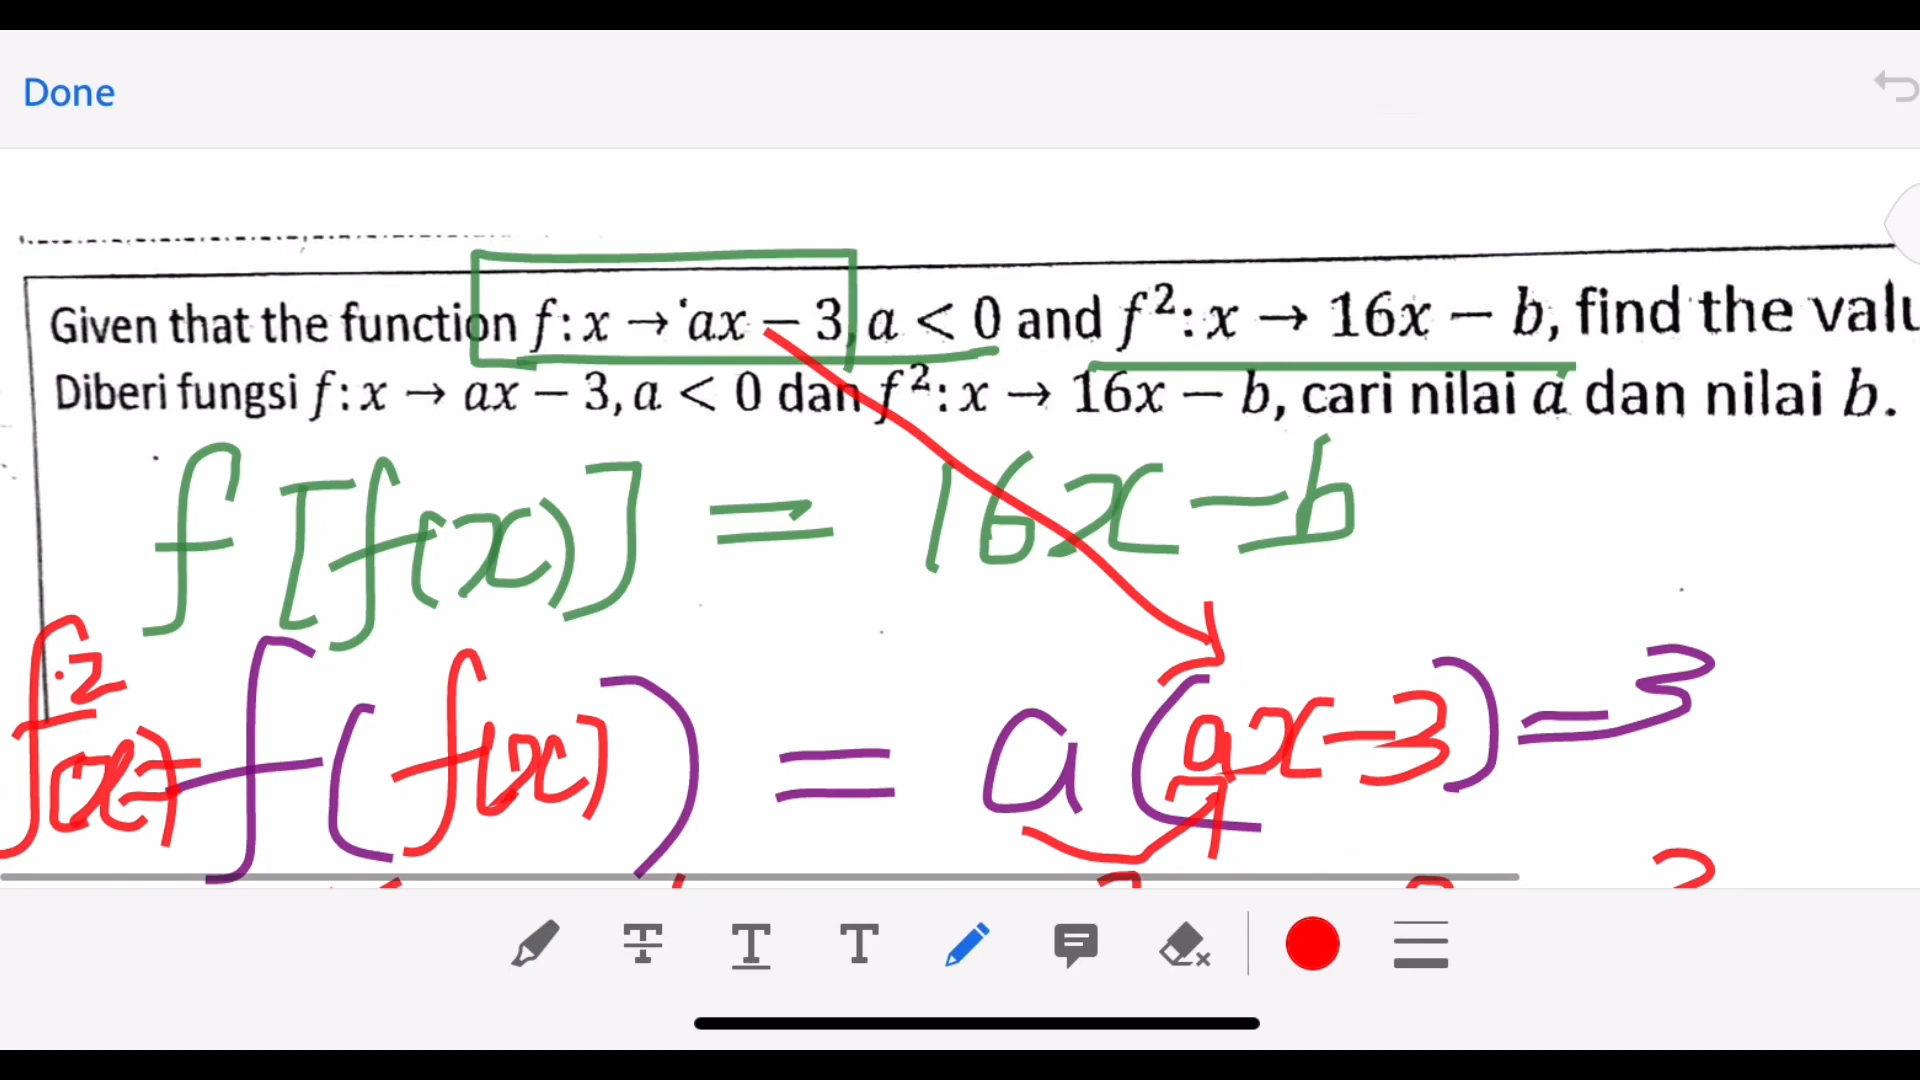 Done
Given that the function f: x → ax − 3, a < 0 and f²: x → 16x − b, find the valu
Diberi fungsi f: x → ax − 3, a < 0 dan f²: x → 16x − b, cari nilai a dan nilai b.
f[f(x)] = 16x − b
f²(x) = f(f(x)) = a(ax−3) − 3
T
T
T